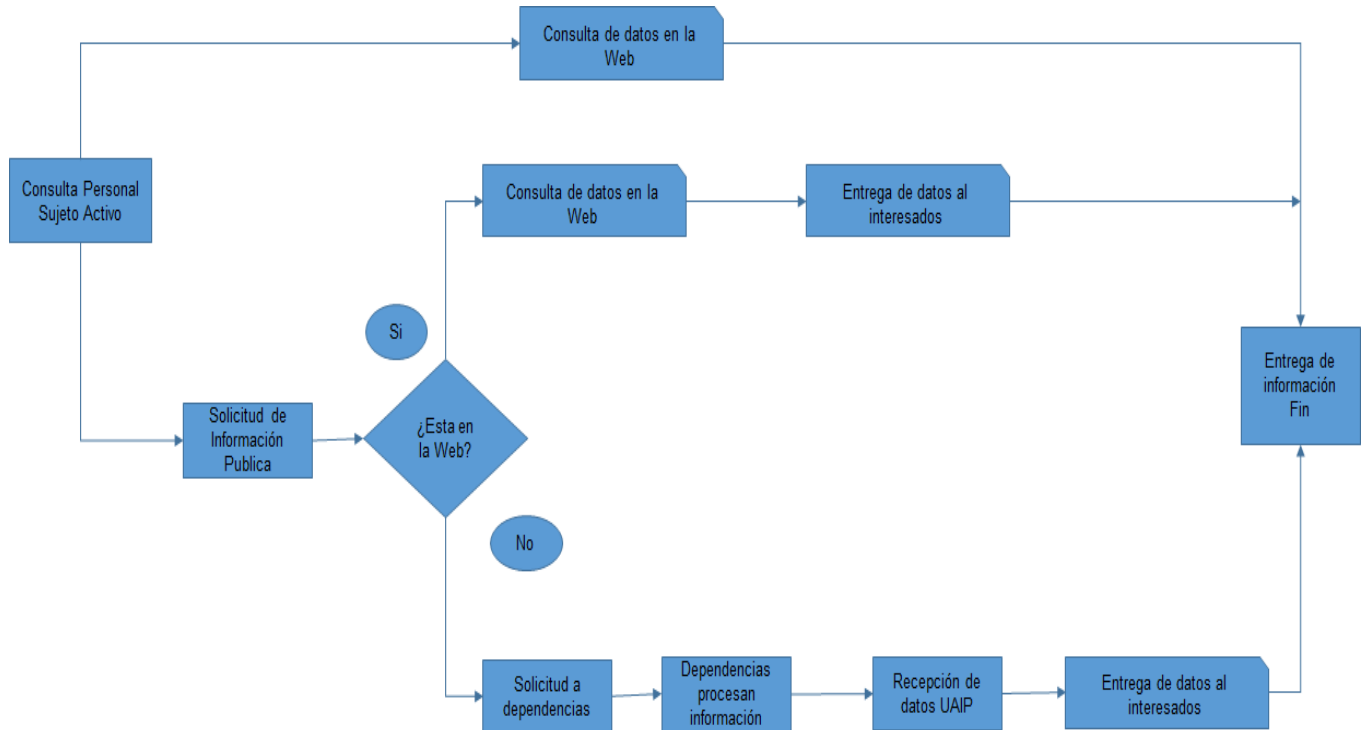 Consulta de datos en la
Web
Consulta Personal
Sujeto Activo
Consulta de datos en la
Web
Entrega de datos al
interesados
Si
Solicitud de
Información
Publica
¿Esta en
la Web?
Entrega de
información
Fin
No
Solicitud a
dependencias
Dependencias
procesan
información
Recepción de
datos UAIP
Entrega de datos al
interesados